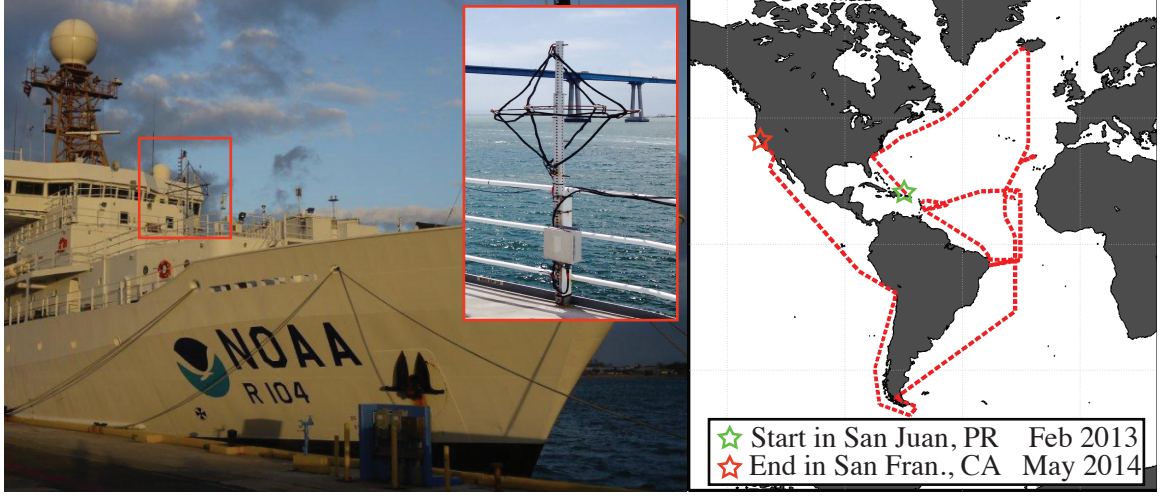 NOAA
R 104
Start in San Juan, PR Feb 2013
End in San Fran., CA May 2014